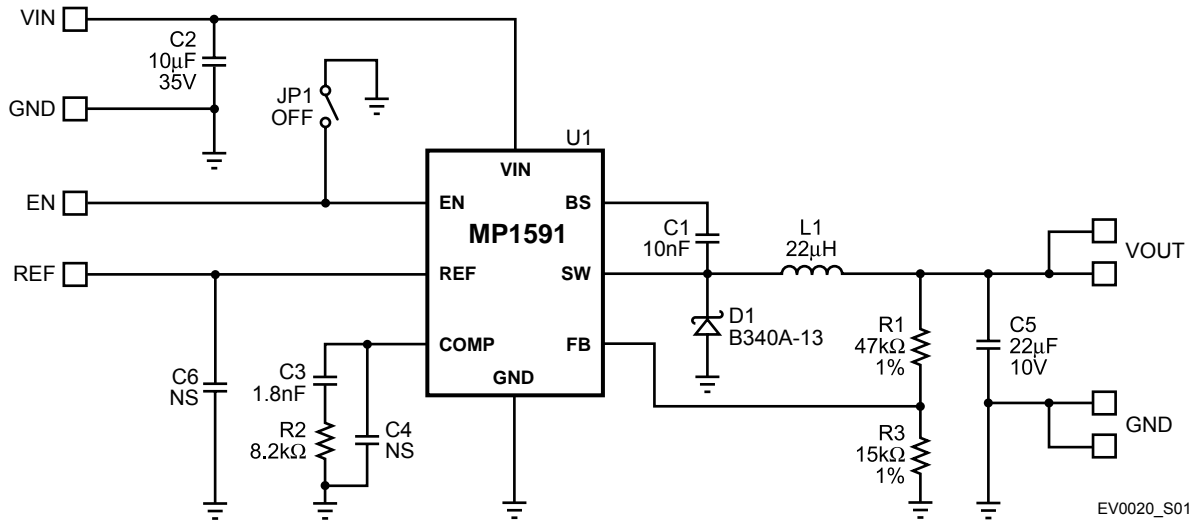 VIN
C2
10μF
35V
GND
JP1
OFF
EN
REF
C6
NS
C3
1.8nF
R2
8.2kΩ
C4
NS
U1
VIN
EN
BS
MP1591
REF
SW
COMP
FB
GND
C1
10nF
L1
22μH
D1
B340A-13
R1
47kΩ
1%
R3
15kΩ
1%
C5
22μF
10V
VOUT
GND
EV0020_S01